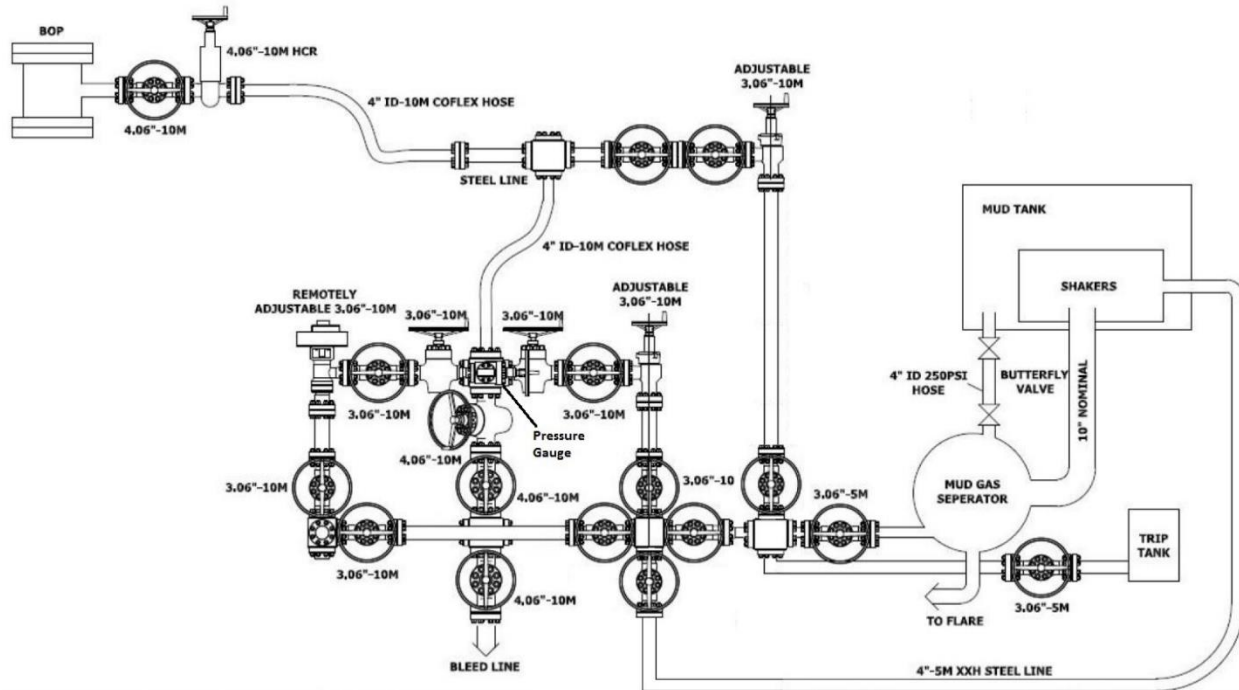 BOP
4.06"-10M HCR
4.06"-10M
4" ID-10M COFLEX HOSE
STEEL LINE
ADJUSTABLE
3.06"-10M
4" ID-10M COFLEX HOSE
MUD TANK
SHAKERS
REMOTELY
ADJUSTABLE 3.06"-10M
3.06"-10M
3.06"-10M
ADJUSTABLE
3.06"-10M
4" ID 250PSI
HOSE
BUTTERFLY
VALVE
10" NOMINAL
3.06"-10M
3.06"-10M
Pressure
Gauge
4.06"-10M
3.06"-10M
4.06"-10M
3.06"-10
3.06"-5M
MUD GAS
SEPERATOR
TRIP
TANK
3.06"-10M
4.06"-10M
3.06"-5M
TO FLARE
BLEED LINE
4"-5M XXH STEEL LINE